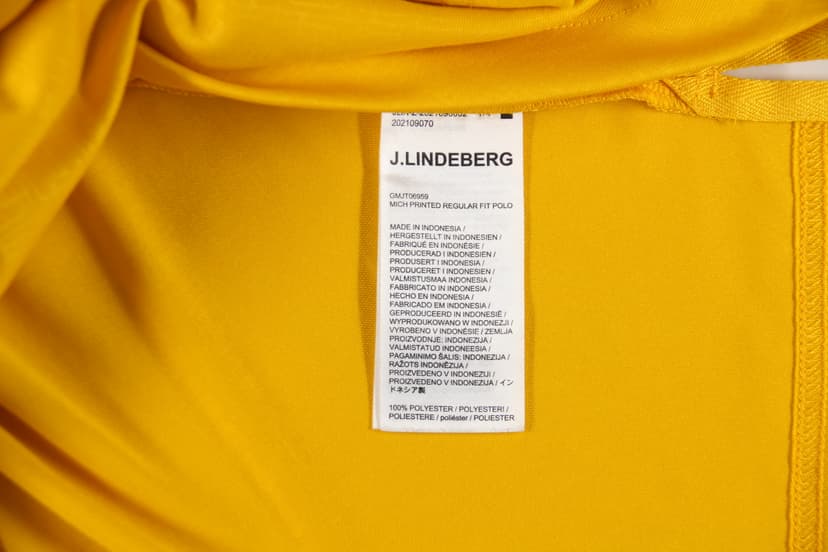 202109070
J.LINDEBERG
GMJT06959
MICH PRINTED REGULAR FIT POLO
MADE IN INDONESIA /
HERGESTELLT IN INDONESIEN /
FABRIQUÉ EN INDONÉSIE /
PRODUCERAD I INDONESIEN /
PRODUSERT I INDONESIA /
PRODUCERET I INDONESIEN /
VALMISTUSMAA INDONESIA /
FABBRICATO IN INDONESIA /
HECHO EN INDONESIA /
FABRICADO EM INDONESIA /
GEPRODUCEERD IN INDONESIË /
WYPRODUKOWANO W INDONEZJI /
VYROBENO V INDONÉSIE / ZEMLJA
PROIZVODNJE: INDONEZIJA /
VALMISTATUD INDONEESIA /
PAGAMINIMO ŠALIS: INDONEZIJA /
RAŽOTS INDONĒZIJA /
PROIZVEDENO V INDONEZIJI /
PROIZVEDENO V INDONEZIJA / イン
ドネシア製
100% POLYESTER / POLYESTERI /
POLIESTERE / poliéster / POLIESTER